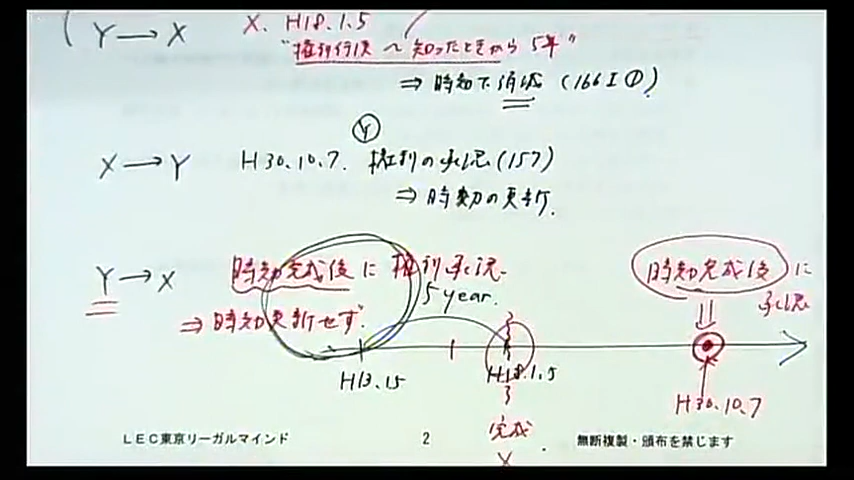 Y→X X. H18.1.5
"権利行使〜知ったときから5年"
⇒時効で消滅(166Ⅰ①)
Ⓨ
X→Y H30.10.7. 権利の承認(157)
⇒時効の更新.
Y→X 時効完成後に権利承認.
⇒時効更新せず.
5year.
時効完成後に
承認
H13.1.5
H18.1.5
H30.10.7
完成
LEC東京リーガルマインド 2 無断複製・頒布を禁じます